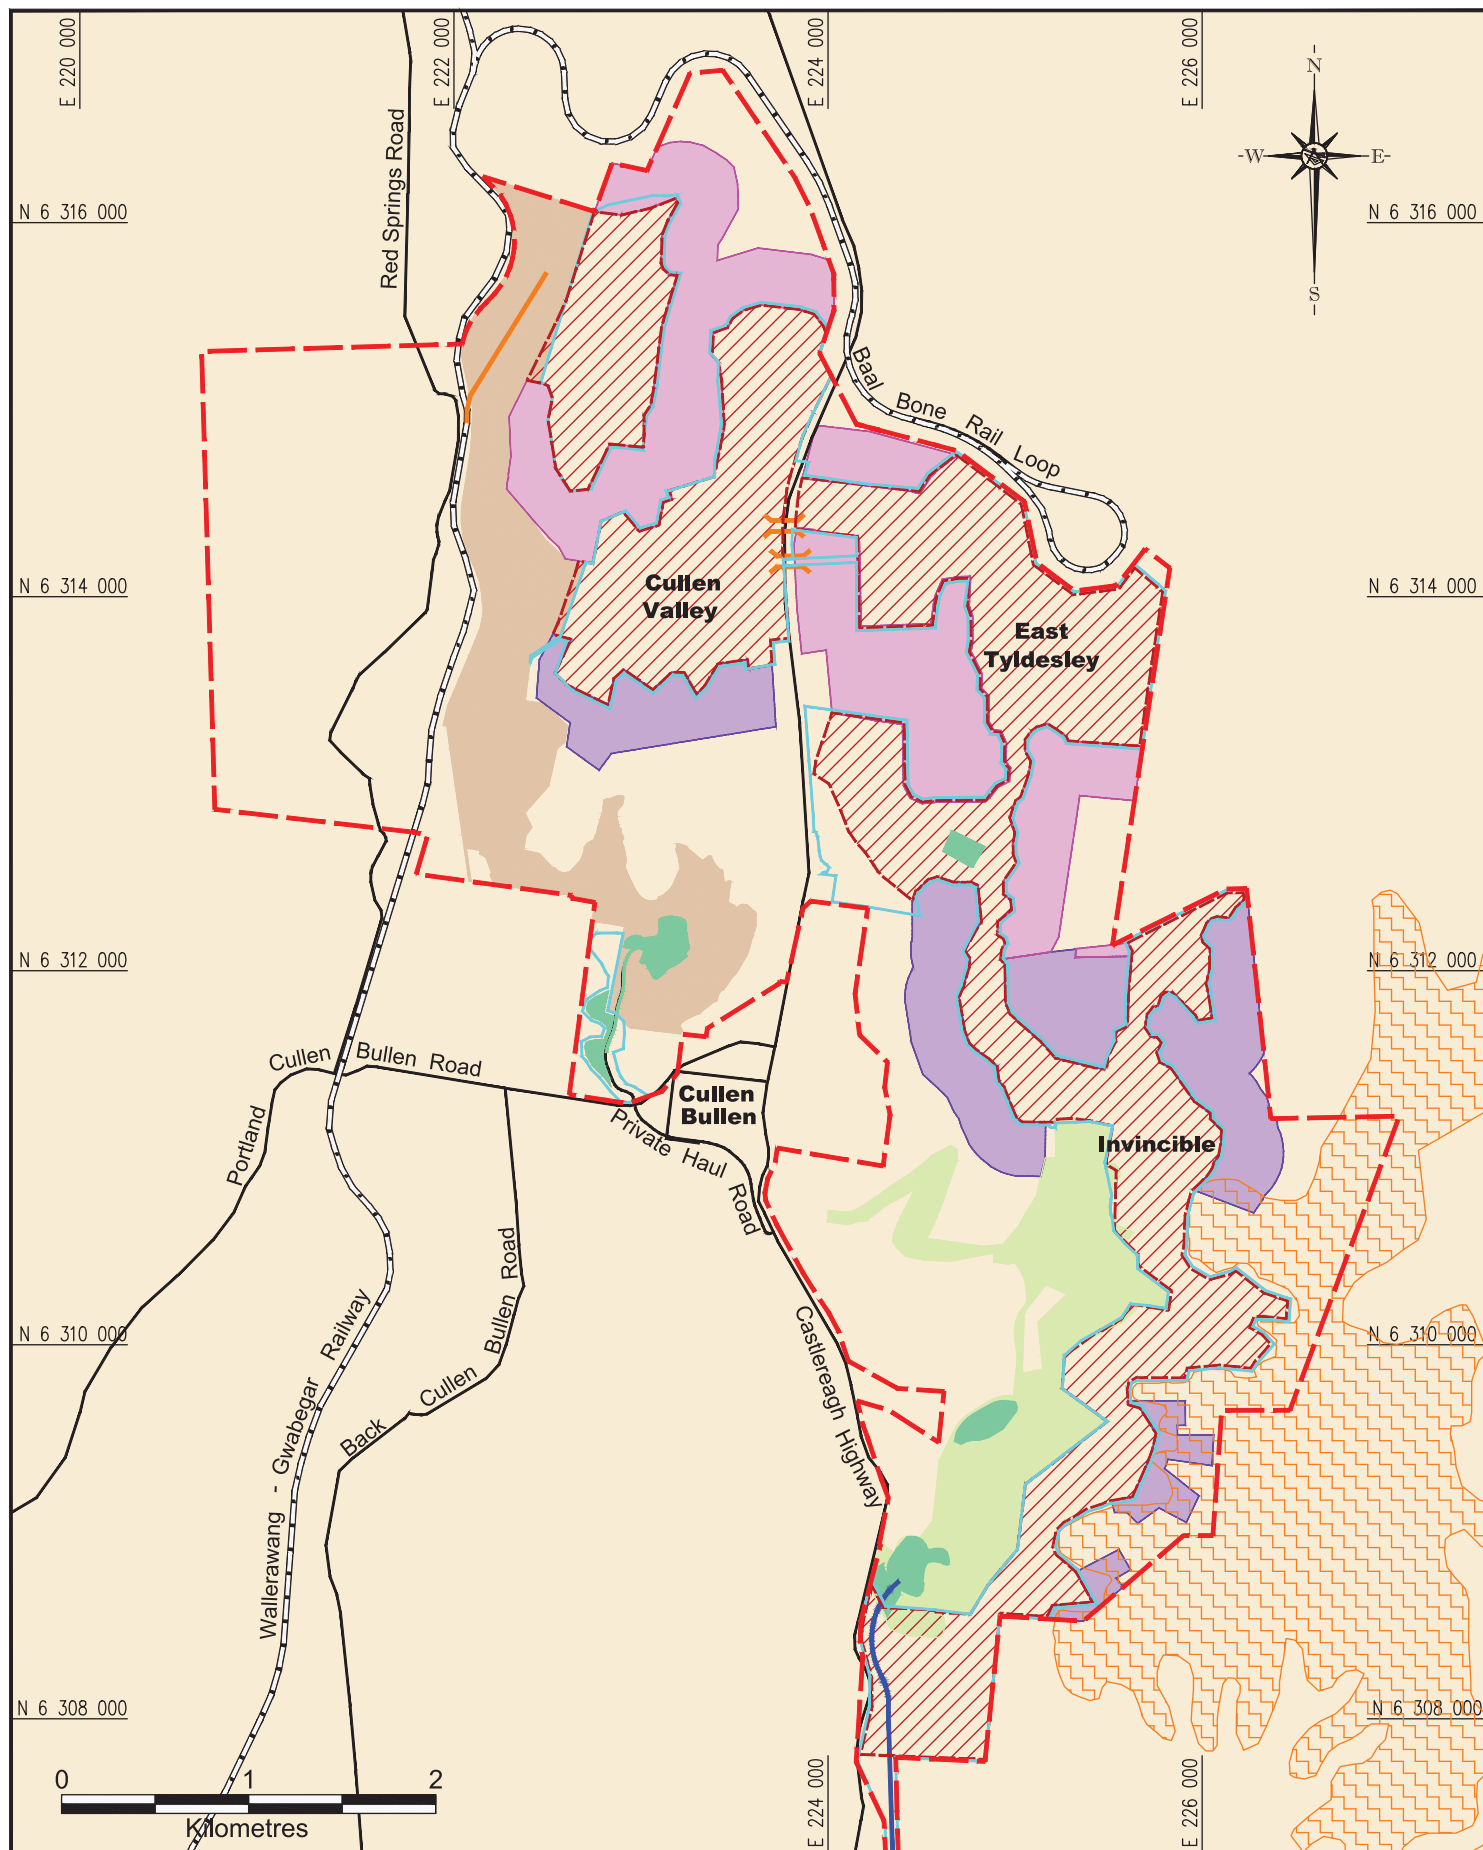 E 220 000
E 222 000
E 224 000
E 226 000
N
-W
E-
S
N 6 316 000
N 6 316 000
Red Springs Road
Baal Bone Rail Loop
Cullen
Valley
N 6 314 000
N 6 314 000
East
Tyldesley
N 6 312 000
N 6 312 000
Cullen Bullen Road
Portland
Cullen
Bullen
Private Haul Road
Invincible
N 6 310 000
N 6 310 000
Wallerawang - Gwabegar Railway
Back Cullen Bullen Road
Castlereagh Highway
N 6 308 000
N 6 308 000
0 1 2
Kilometres
E 224 000
E 226 000